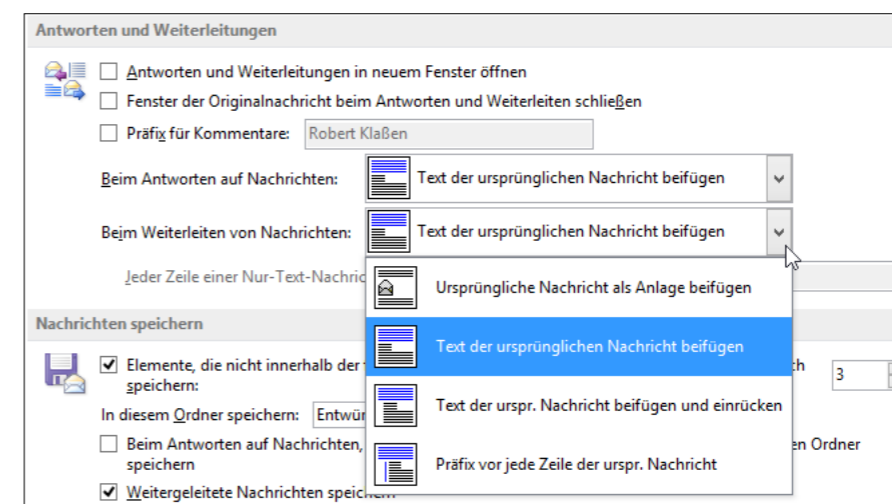 Antworten und Weiterleitungen
Antworten und Weiterleitungen in neuem Fenster öffnen
Fenster der Originalnachricht beim Antworten und Weiterleiten schließen
Präfix für Kommentare: Robert Klaßen
Beim Antworten auf Nachrichten: Text der ursprünglichen Nachricht beifügen
Beim Weiterleiten von Nachrichten: Text der ursprünglichen Nachricht beifügen
Jeder Zeile einer Nur-Text-Nachric
Ursprüngliche Nachricht als Anlage beifügen
Nachrichten speichern
Text der ursprünglichen Nachricht beifügen
Elemente, die nicht innerhalb der ch 3
speichern:
Text der urspr. Nachricht beifügen und einrücken
In diesem Ordner speichern: Entwür
Beim Antworten auf Nachrichten, en Ordner
speichern
Präfix vor jede Zeile der urspr. Nachricht
Weitergeleitete Nachrichten speichern